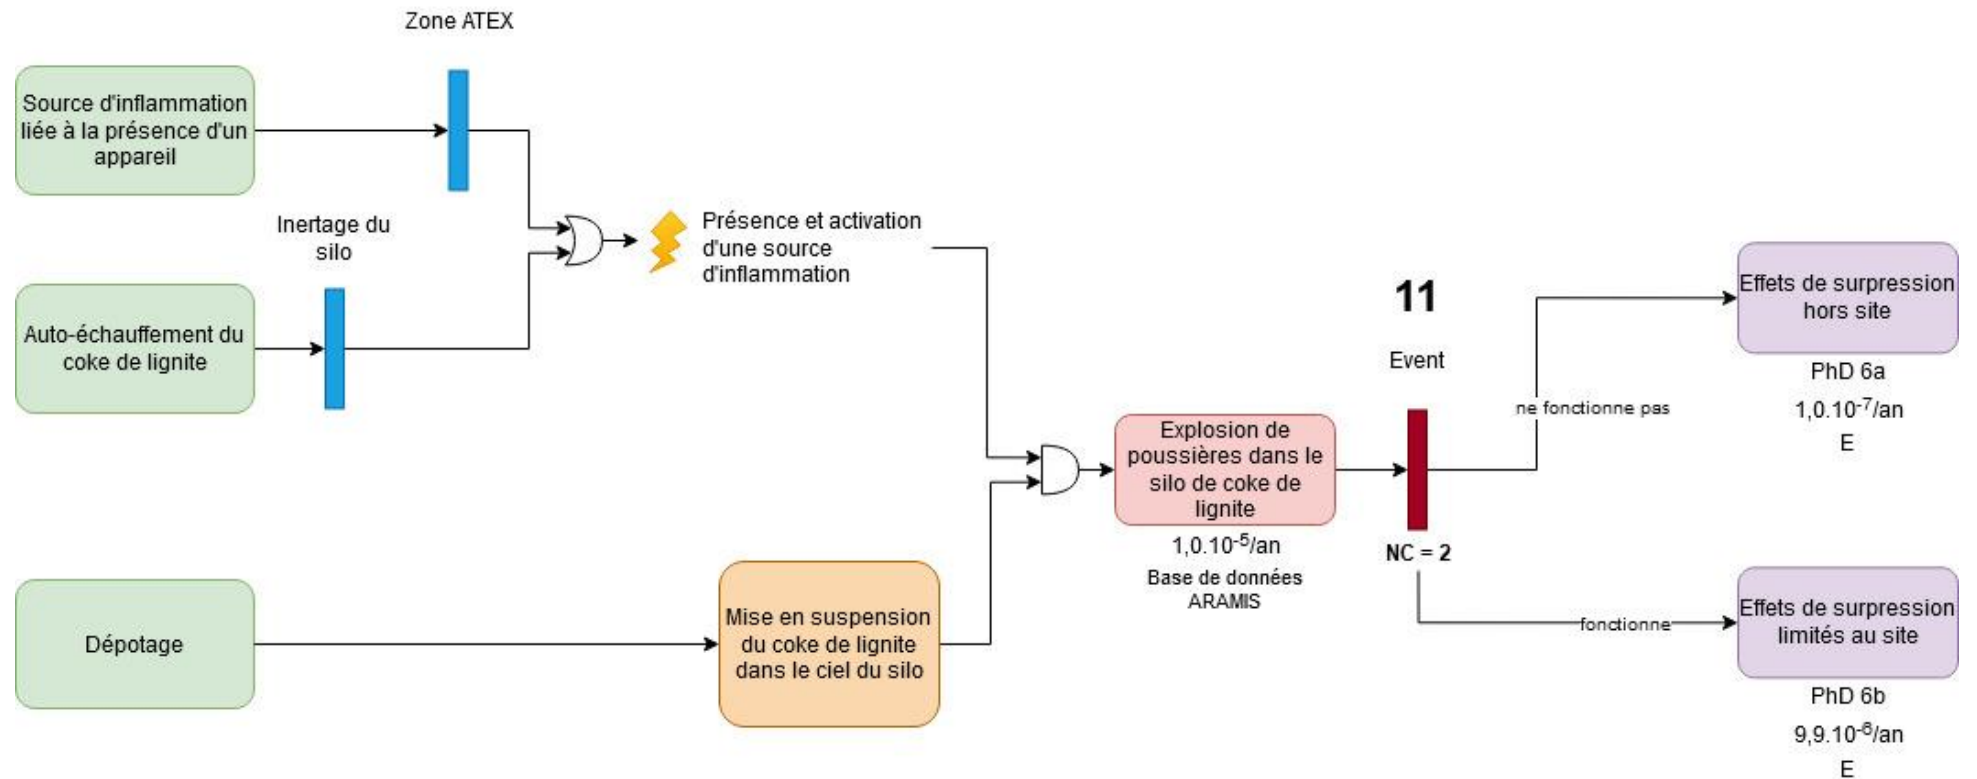 Zone ATEX
Source d'inflammation
liée à la présence d'un
appareil
Inertage du
silo
Présence et activation
d'une source
d'inflammation
Auto-échauffement du
coke de lignite
11
Event
Effets de surpression
hors site
PhD 6a
1,0.10⁻⁷/an
E
ne fonctionne pas
Explosion de
poussières dans le
silo de coke de
lignite
1,0.10⁻⁵/an
Base de données
ARAMIS
NC = 2
Dépotage
Mise en suspension
du coke de lignite
dans le ciel du silo
fonctionne
Effets de surpression
limités au site
PhD 6b
9,9.10⁻⁶/an
E